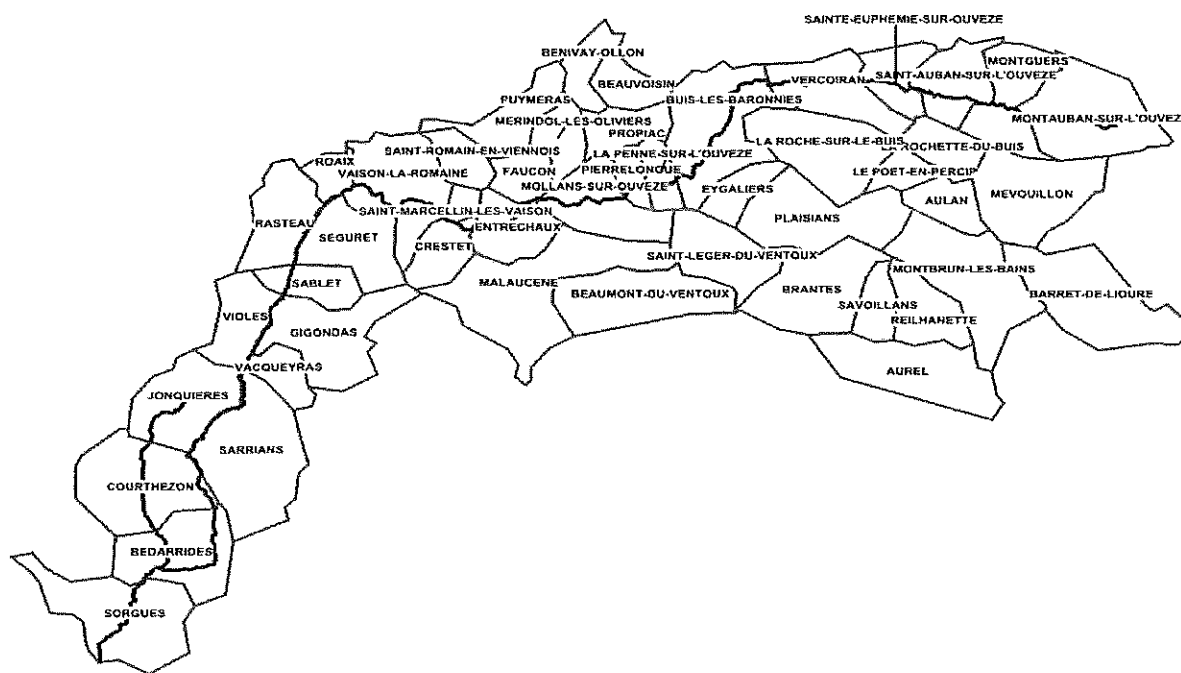 SAINTE-EUPHEMIE-SUR-OUVEZE
BENIVAY-OLLON
MONTGUERS
BEAUVOISIN
VERCOIRAN
SAINT-AUBAN-SUR-L'OUVEZE
PUYMERAS
BUIS-LES-BARONNIES
MERINDOL-LES-OLIVIERS
MONTAUBAN-SUR-L'OUVEZ
PROPIAC
SAINT-ROMAIN-EN-VIENNOIS
LA PENNE-SUR-L'OUVEZE
LA ROCHE-SUR-LE-BUIS
LA ROCHETTE-DU-BUIS
ROAIX
VAISON-LA-ROMAINE
FAUCON
PIERRELONGUE
LE POET-EN-PERCIP
MOLLANS-SUR-OUVEZE
EYGALIERS
MEVOUILLON
AULAN
SAINT-MARCELLIN-LES-VAISON
RASTEAU
PLAISIANS
ENTRECHAUX
SEGURET
CRESTET
SAINT-LEGER-DU-VENTOUX
MONTBRUN-LES-BAINS
SABLET
MALAUCENE
BEAUMONT-DU-VENTOUX
BRANTES
BARRET-DE-LIOURE
SAVOILLANS
VIOLES
REILHANETTE
GIGONDAS
VACQUEYRAS
AUREL
JONQUIERES
SARRIANS
COURTHEZON
BEDARRIDES
SORGUES